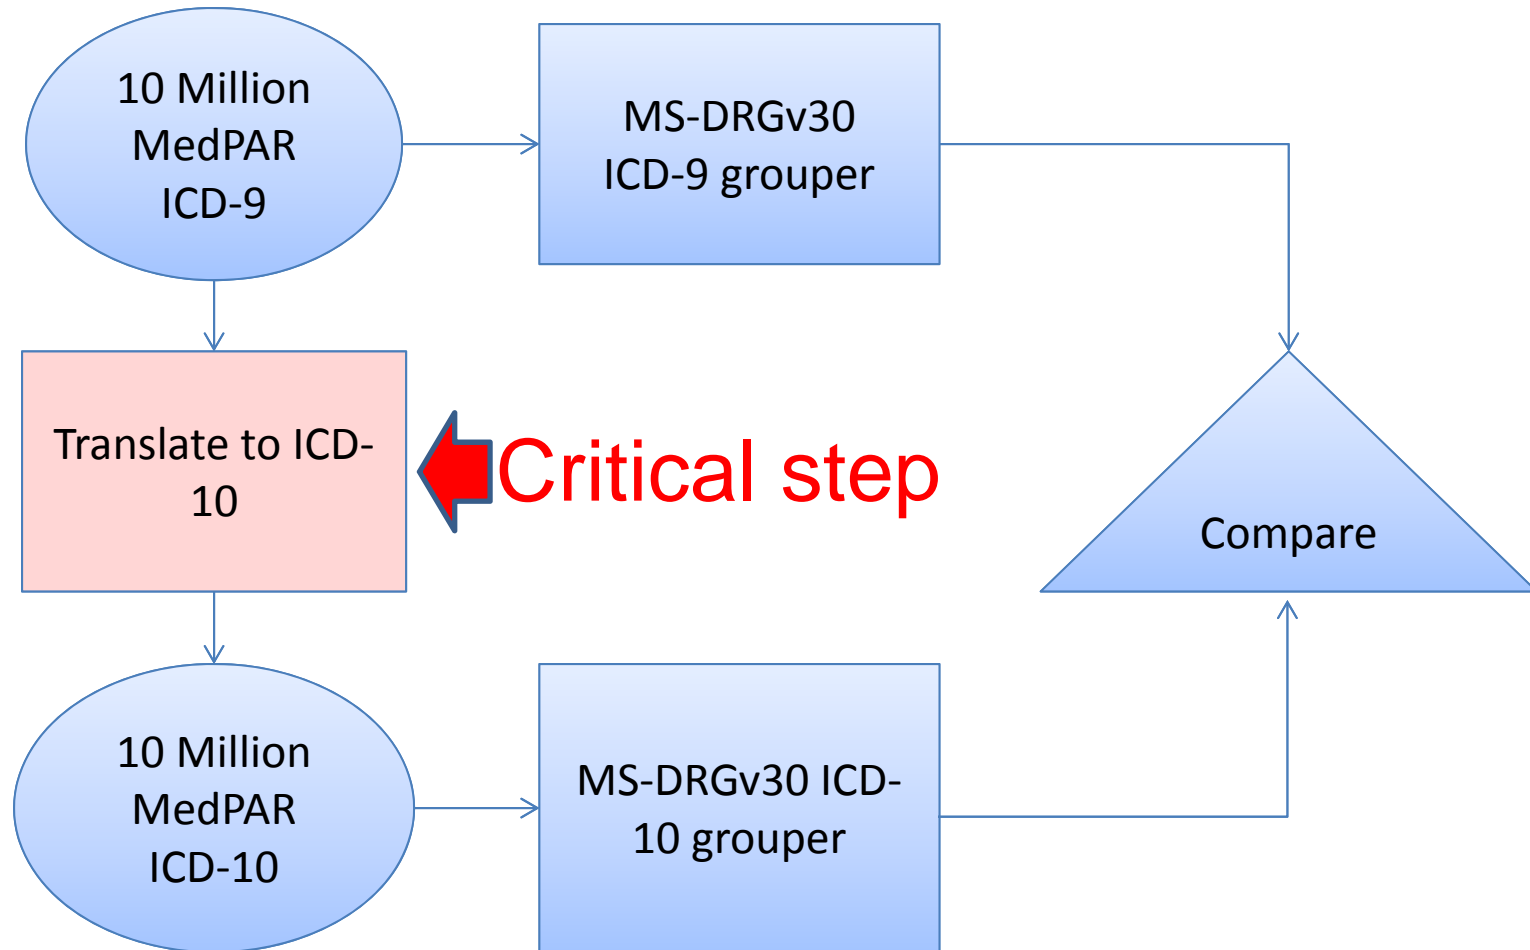 10 Million
MedPAR
ICD-9
MS-DRGv30
ICD-9 grouper
Translate to ICD-
10
Critical step
Compare
10 Million
MedPAR
ICD-10
MS-DRGv30 ICD-
10 grouper